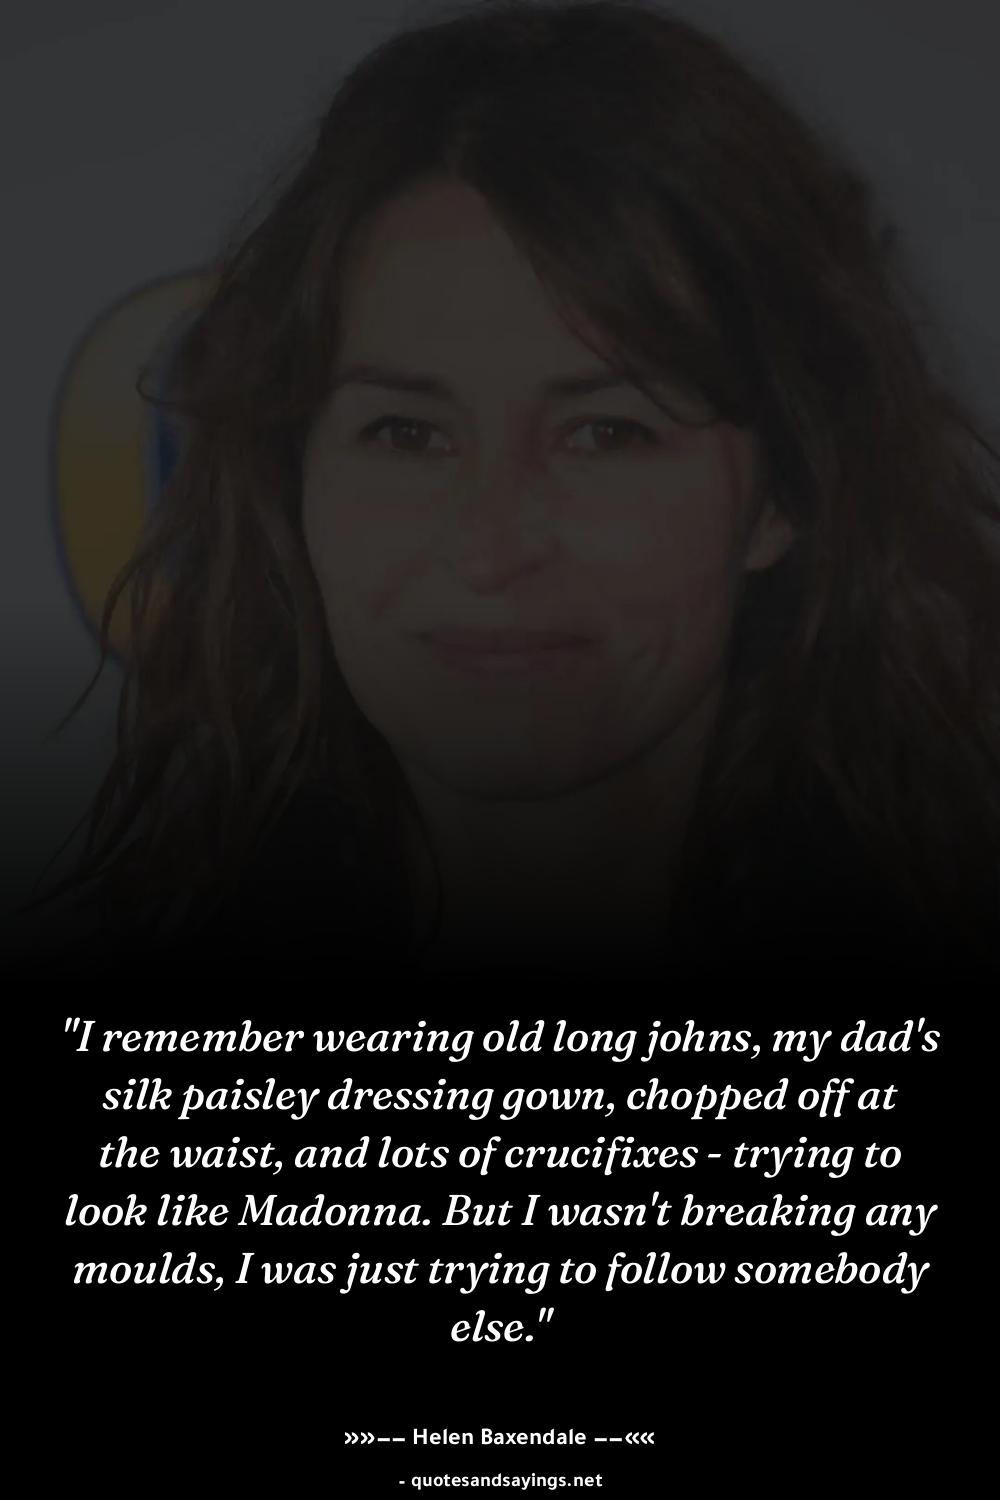 "I remember wearing old long johns, my dad's
silk paisley dressing gown, chopped off at
the waist, and lots of crucifixes - trying to
look like Madonna. But I wasn't breaking any
moulds, I was just trying to follow somebody
else."
»»−− Helen Baxendale −−««
- quotesandsayings.net